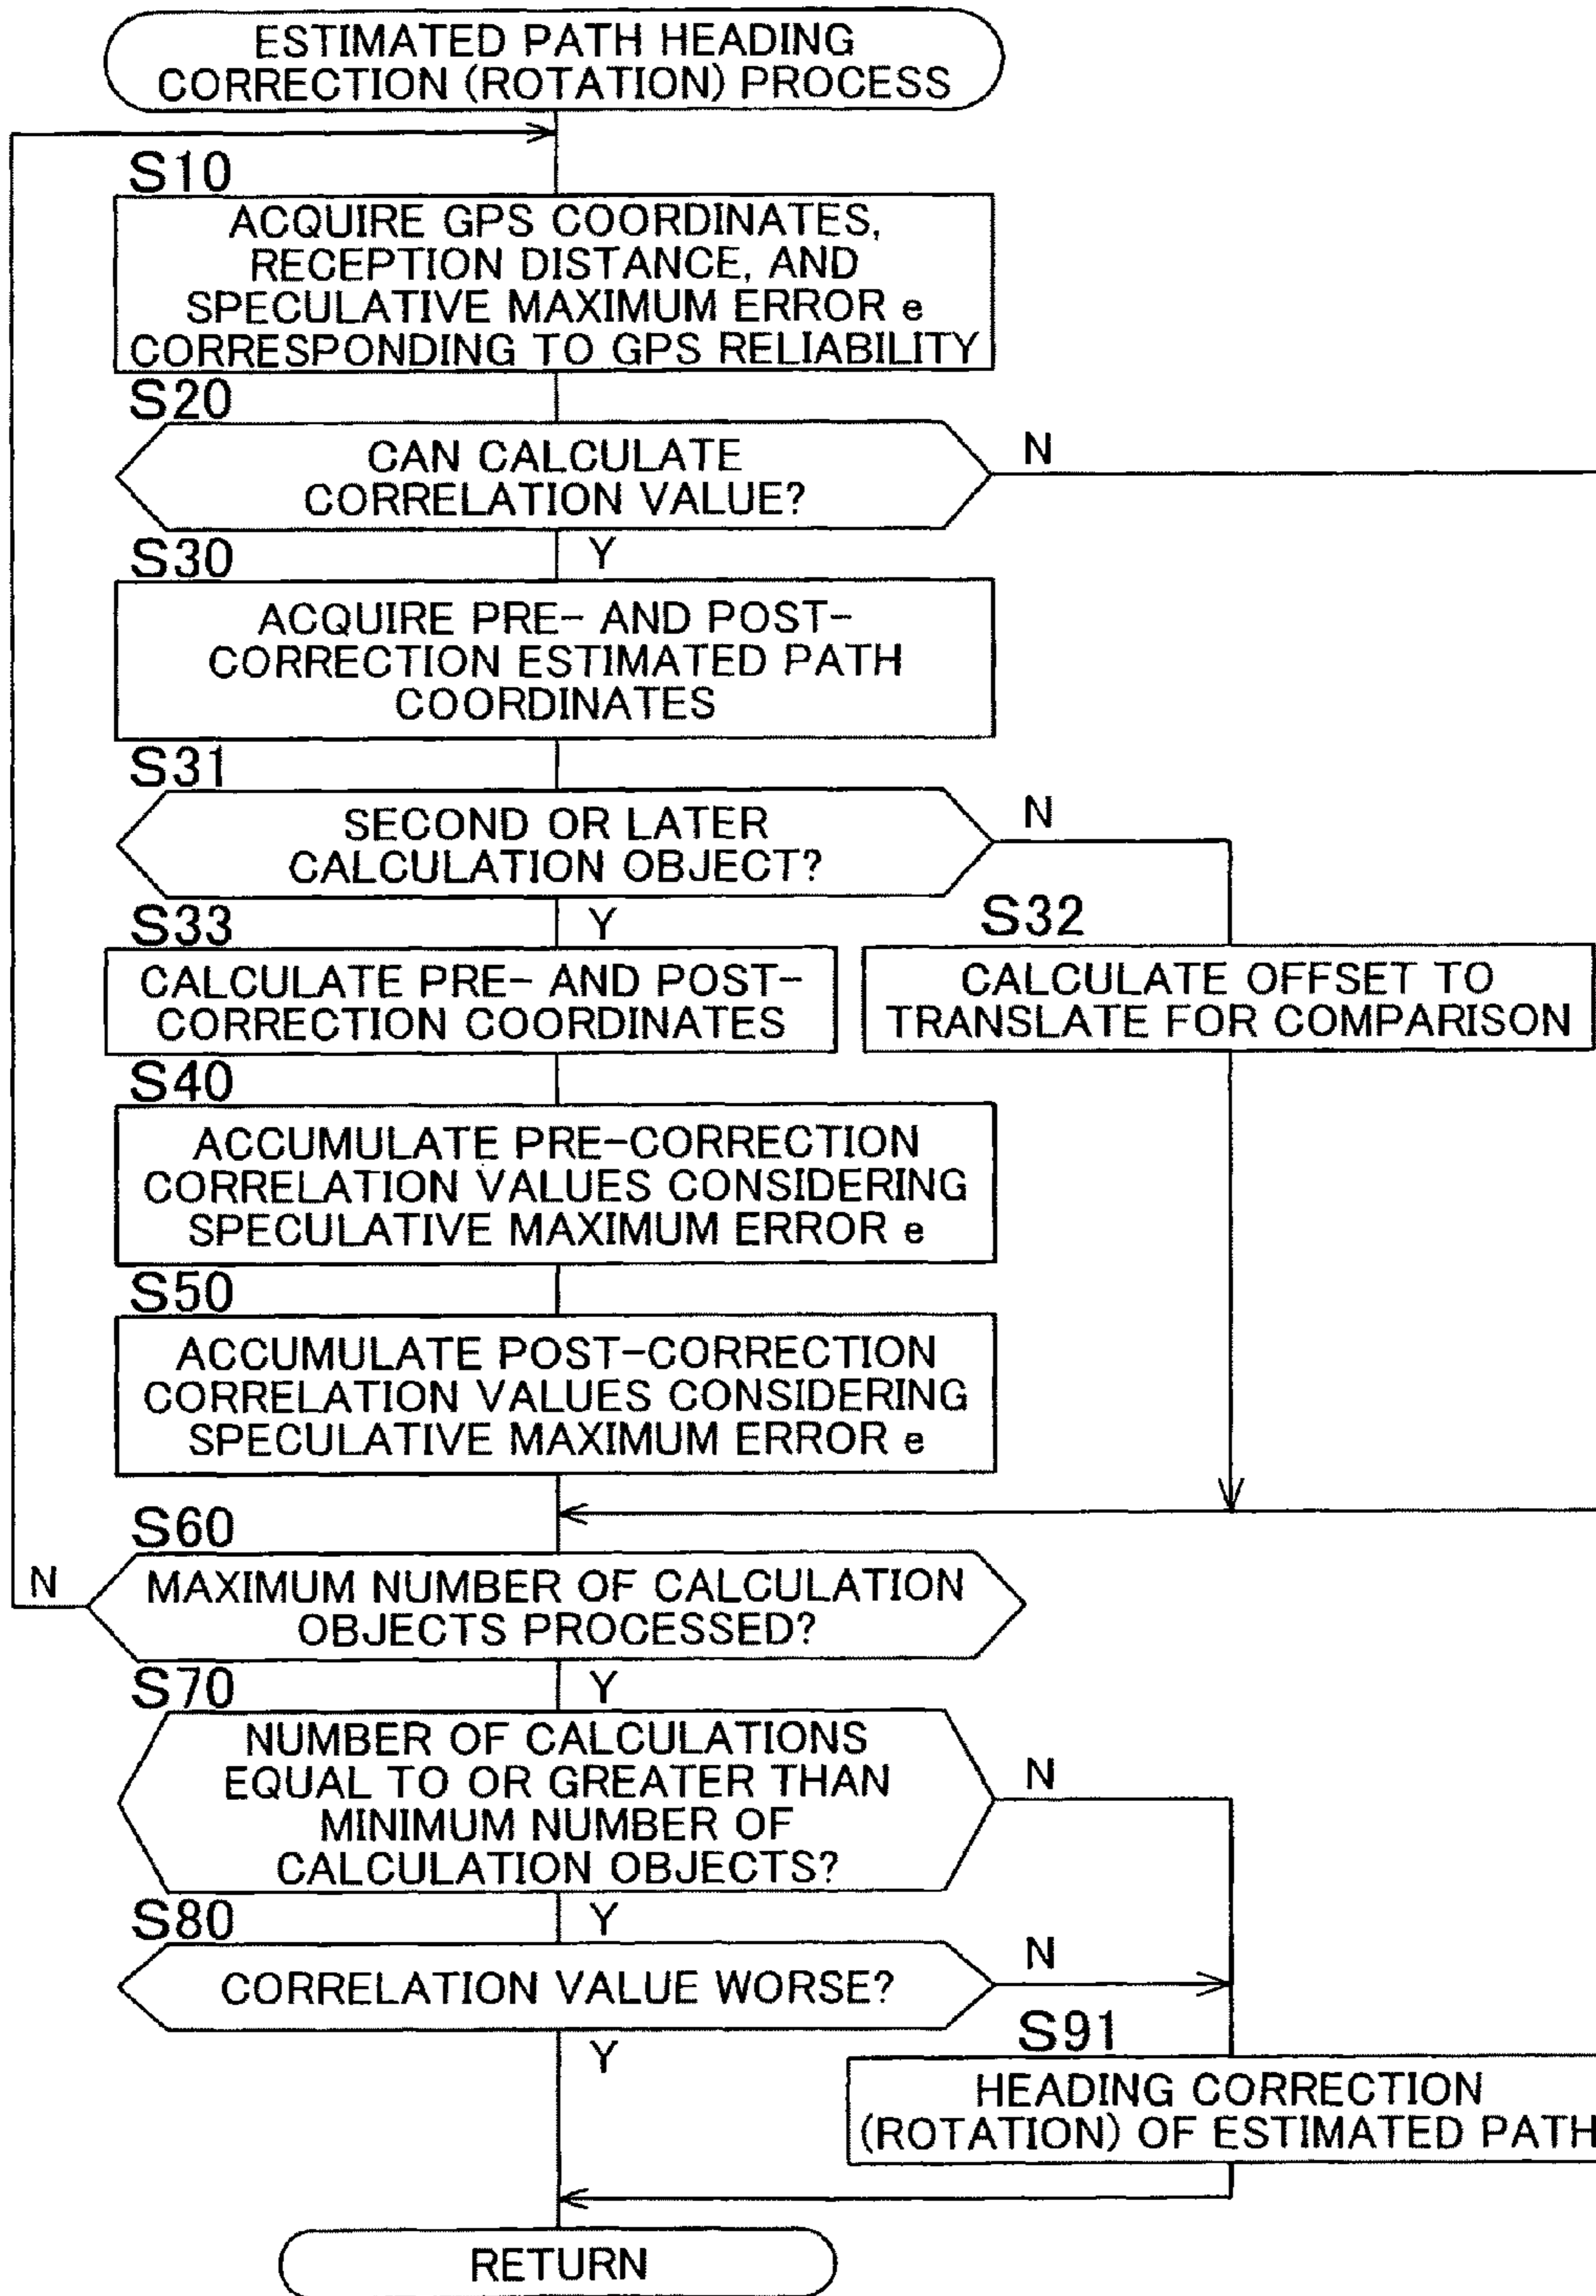 ESTIMATED PATH HEADING
CORRECTION (ROTATION) PROCESS
S10
ACQUIRE GPS COORDINATES,
RECEPTION DISTANCE, AND
SPECULATIVE MAXIMUM ERROR e
CORRESPONDING TO GPS RELIABILITY
S20
CAN CALCULATE
CORRELATION VALUE?
N
Y
S30
ACQUIRE PRE- AND POST-
CORRECTION ESTIMATED PATH
COORDINATES
S31
SECOND OR LATER
CALCULATION OBJECT?
N
Y
S33
CALCULATE PRE- AND POST-
CORRECTION COORDINATES
S32
CALCULATE OFFSET TO
TRANSLATE FOR COMPARISON
S40
ACCUMULATE PRE-CORRECTION
CORRELATION VALUES CONSIDERING
SPECULATIVE MAXIMUM ERROR e
S50
ACCUMULATE POST-CORRECTION
CORRELATION VALUES CONSIDERING
SPECULATIVE MAXIMUM ERROR e
S60
N
MAXIMUM NUMBER OF CALCULATION
OBJECTS PROCESSED?
Y
S70
NUMBER OF CALCULATIONS
EQUAL TO OR GREATER THAN
MINIMUM NUMBER OF
CALCULATION OBJECTS?
N
Y
S80
CORRELATION VALUE WORSE?
N
Y
S91
HEADING CORRECTION
(ROTATION) OF ESTIMATED PATH
RETURN